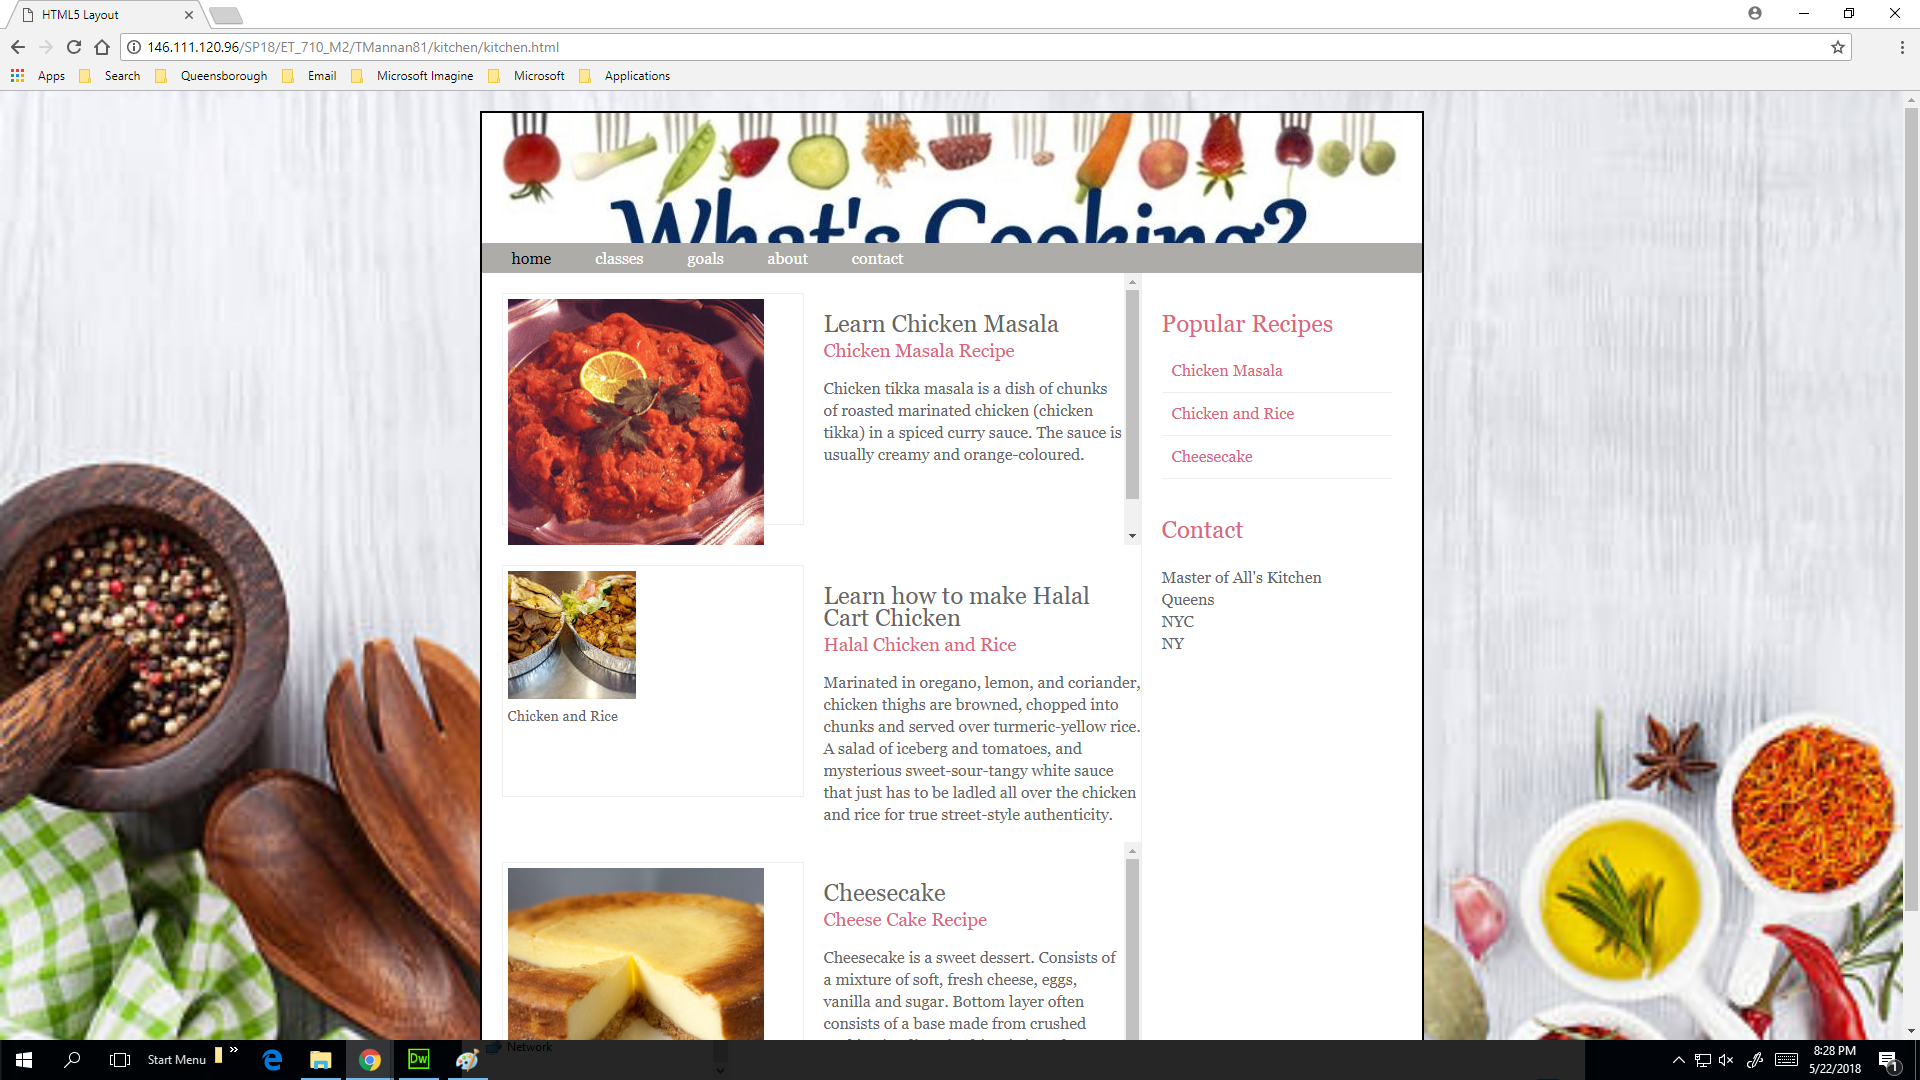 HTML5 Layout
146.111.120.96/SP18/ET_710_M2/TMannan81/kitchen/kitchen.html
Apps Search Queensborough Email Microsoft Imagine Microsoft Applications
What's Cooking?
home classes goals about contact
Learn Chicken Masala
Chicken Masala Recipe
Chicken tikka masala is a dish of chunks
of roasted marinated chicken (chicken
tikka) in a spiced curry sauce. The sauce is
usually creamy and orange-coloured.
Chicken and Rice
Learn how to make Halal
Cart Chicken
Halal Chicken and Rice
Marinated in oregano, lemon, and coriander,
chicken thighs are browned, chopped into
chunks and served over turmeric-yellow rice.
A salad of iceberg and tomatoes, and
mysterious sweet-sour-tangy white sauce
that just has to be ladled all over the chicken
and rice for true street-style authenticity.
Cheesecake
Cheese Cake Recipe
Cheesecake is a sweet dessert. Consists of
a mixture of soft, fresh cheese, eggs,
vanilla and sugar. Bottom layer often
consists of a base made from crushed
Popular Recipes
Chicken Masala
Chicken and Rice
Cheesecake
Contact
Master of All's Kitchen
Queens
NYC
NY
Start Menu
»
Dw
Network
8:28 PM
5/22/2018
1